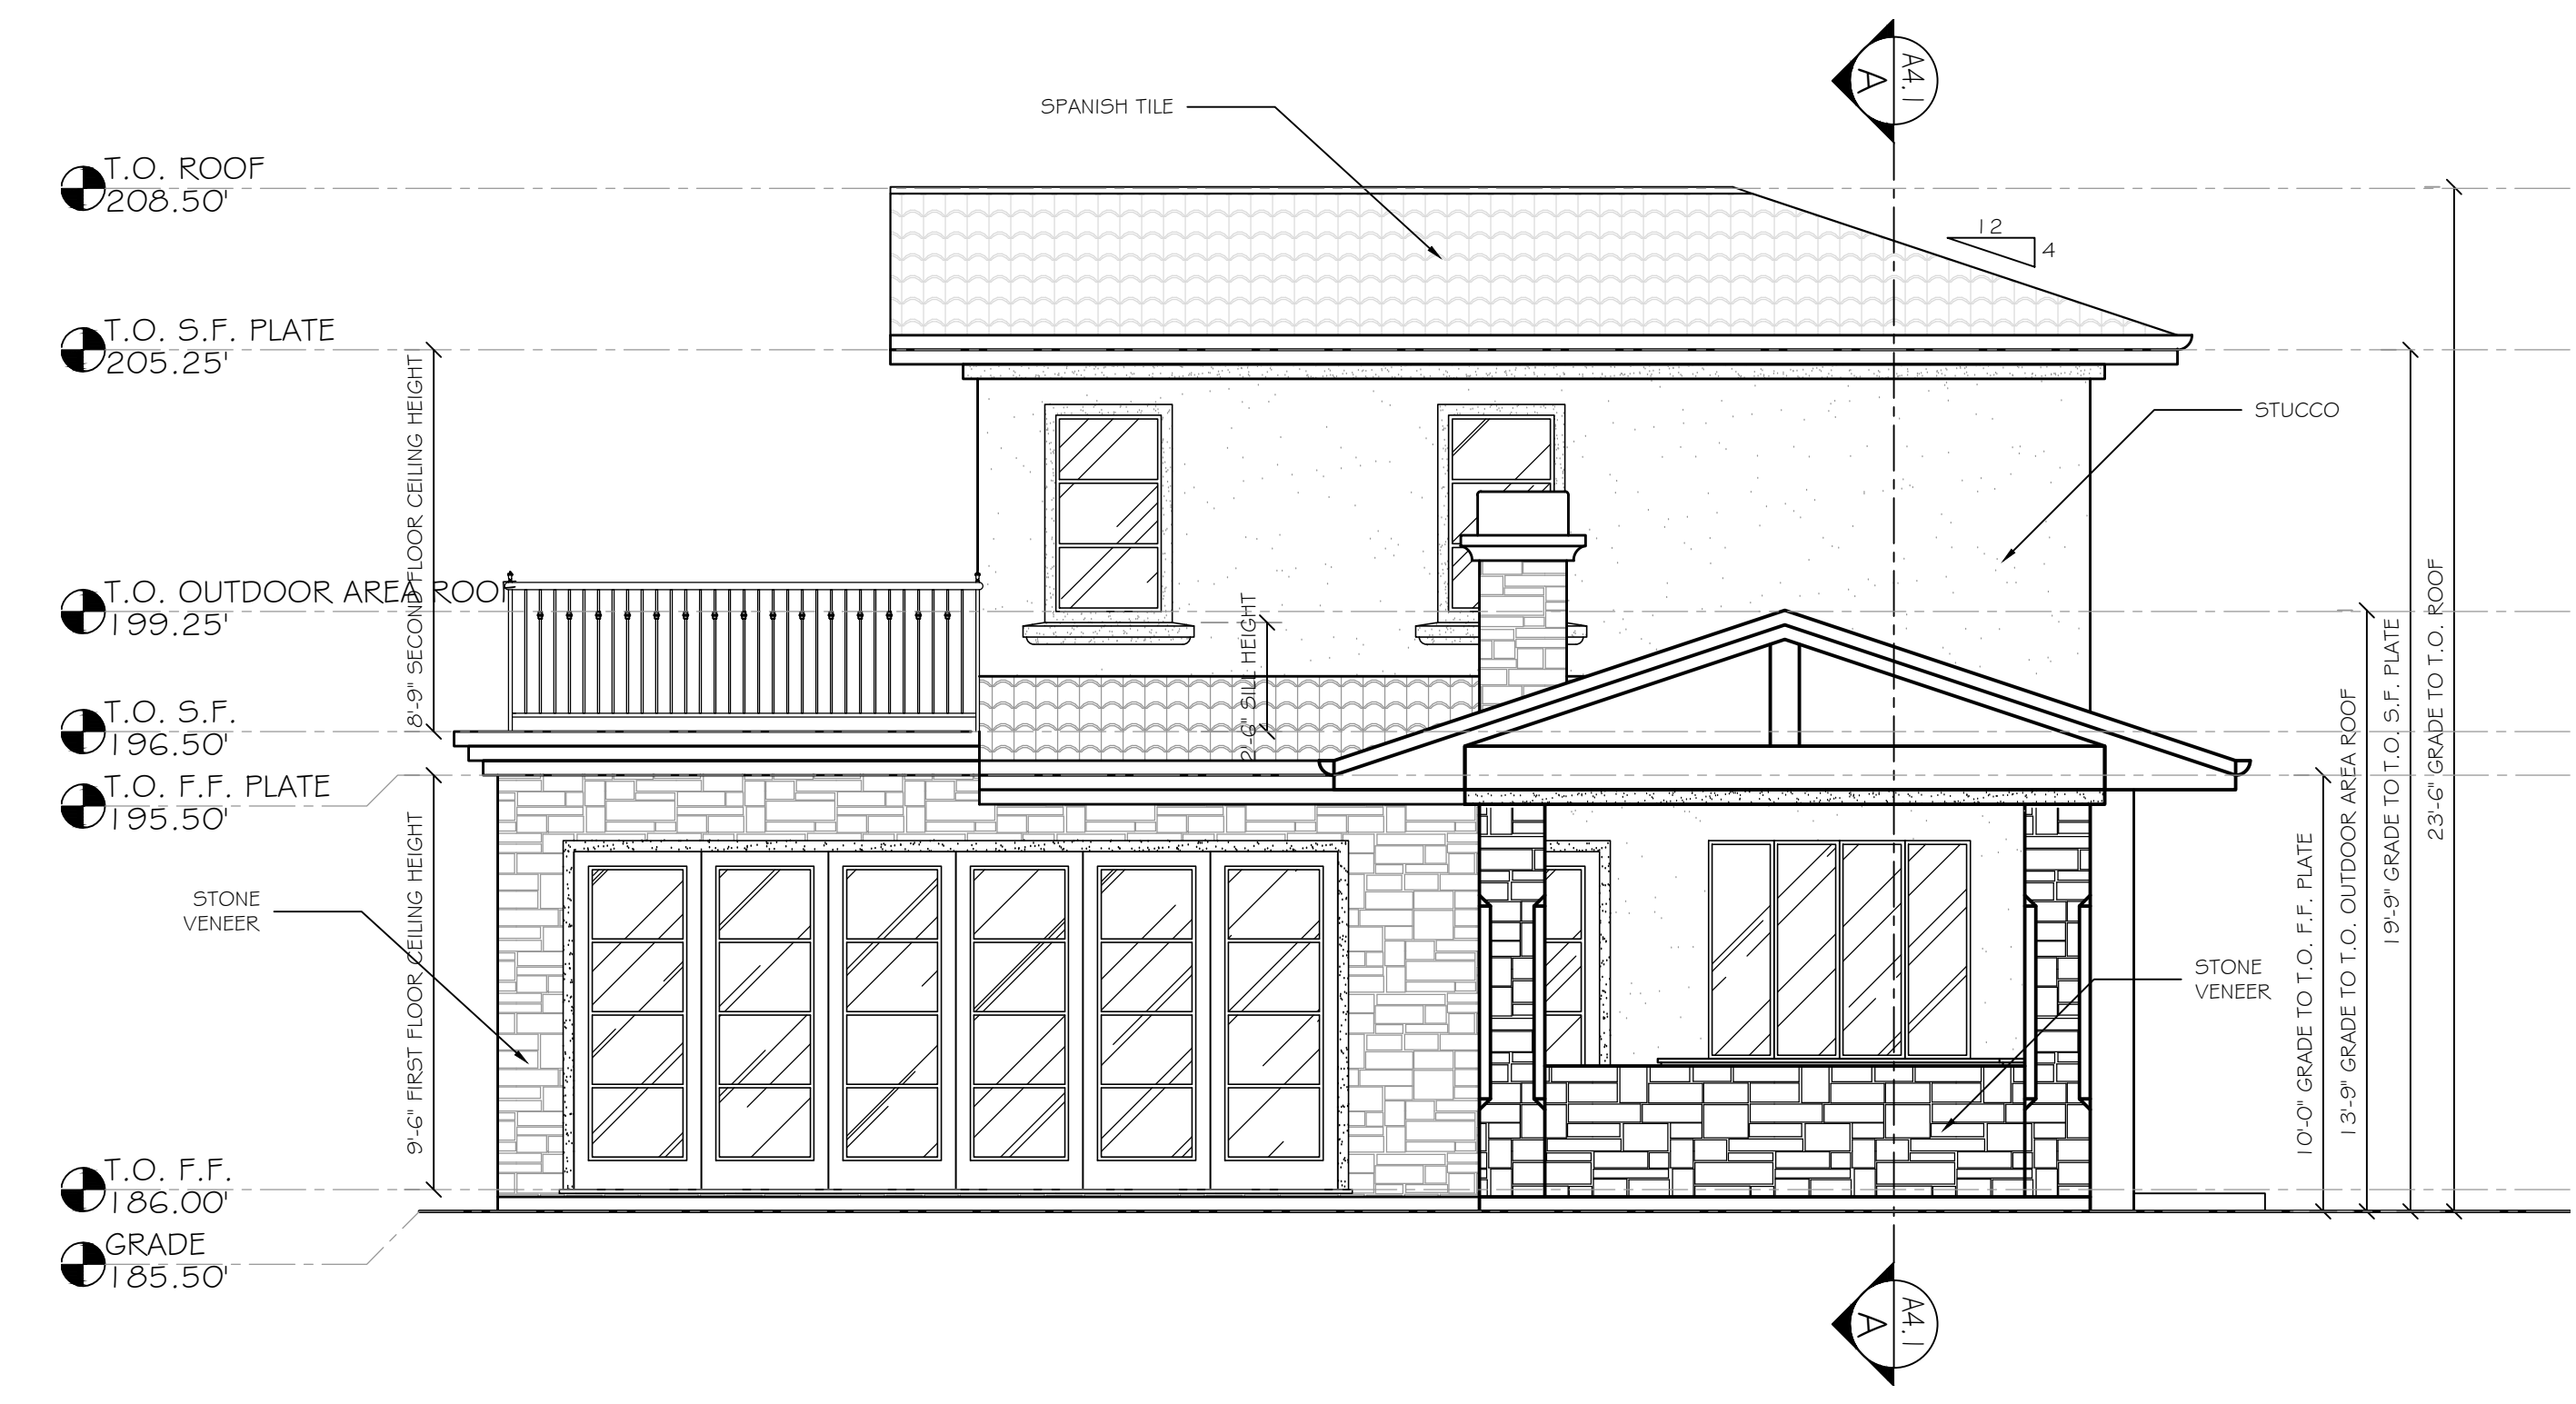 A4.1
A
SPANISH TILE
T.O. ROOF
208.50'
12
4
T.O. S.F. PLATE
205.25'
STUCCO
8'-9" SECOND FLOOR CEILING HEIGHT
T.O. OUTDOOR AREA ROOF
199.25'
2'-6" SILL HEIGHT
T.O. S.F.
196.50'
T.O. F.F. PLATE
195.50'
9'-6" FIRST FLOOR CEILING HEIGHT
STONE
VENEER
STONE
VENEER
10'-0" GRADE TO T.O. F.F. PLATE
13'-9" GRADE TO T.O. OUTDOOR AREA ROOF
19'-9" GRADE TO T.O. S.F. PLATE
23'-6" GRADE TO T.O. ROOF
T.O. F.F.
186.00'
GRADE
185.50'
A4.1
A